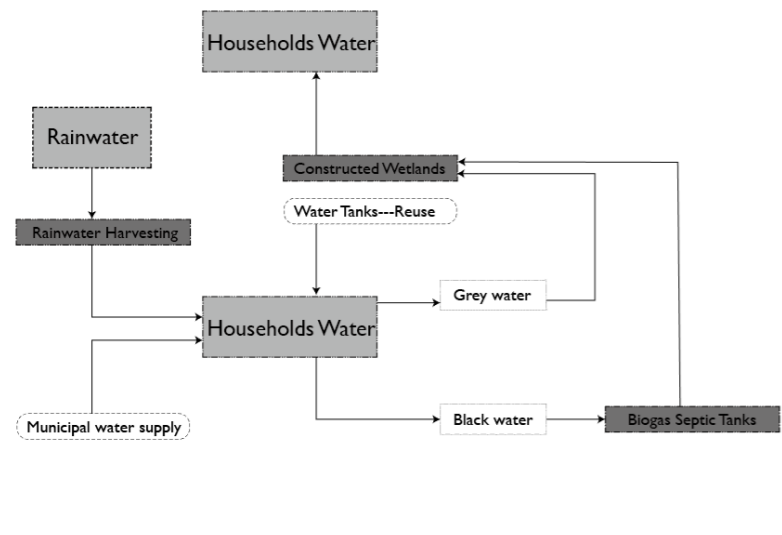 Households Water
Rainwater
Constructed Wetlands
Water Tanks---Reuse
Rainwater Harvesting
Grey water
Households Water
Municipal water supply
Black water
Biogas Septic Tanks